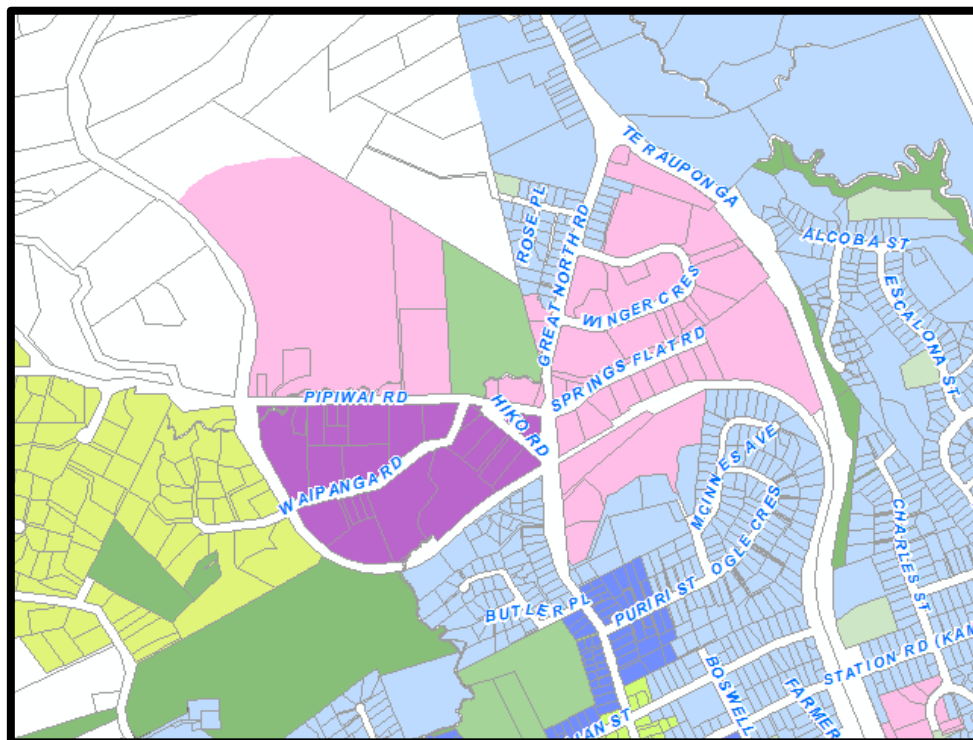 TE RAUPONGA
ROSE PL
GREAT NORTH RD
ALCOBA ST
ESCALONA ST
WINGER CRES
SPRINGS FLAT RD
PIPIWAI RD
HIKO RD
WAIPANGA RD
MCINNES AVE
OGLE CRES
CHARLES ST
BUTLER PL
PURIRI ST
STATION RD (KAM
BOSWELL
FARMER